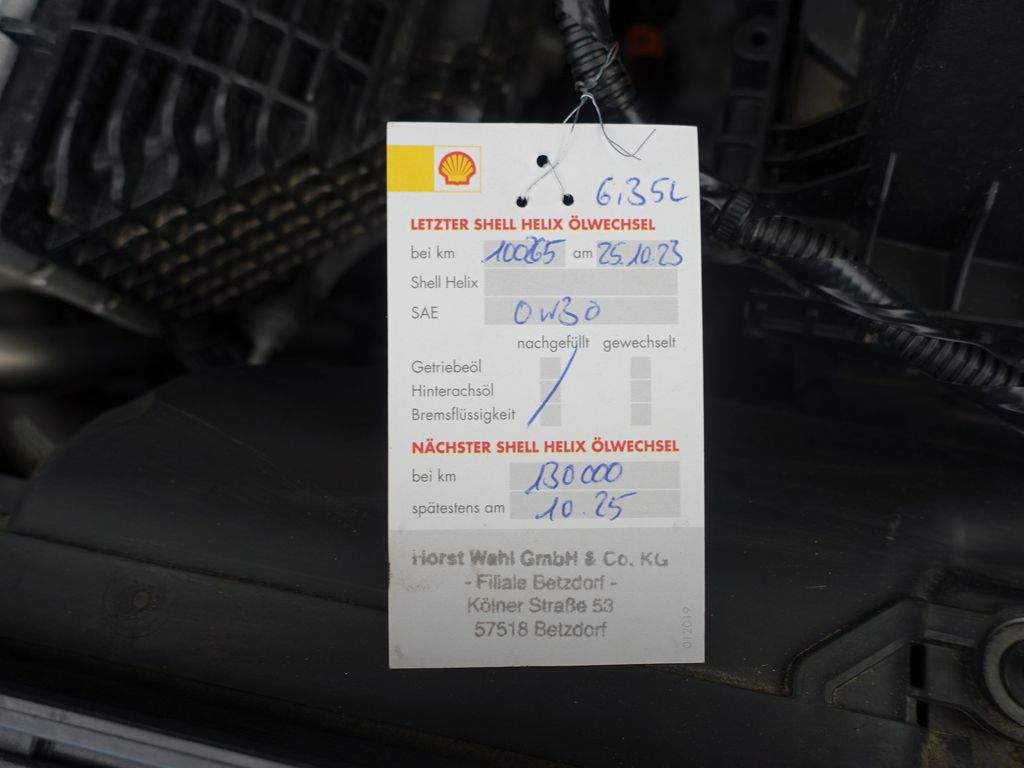 6,35L
LETZTER SHELL HELIX ÖLWECHSEL
bei km 100265 am 25.10.23
Shell Helix
SAE 0W30
nachgefüllt gewechselt
Getriebeöl
Hinterachsöl
Bremsflüssigkeit
NÄCHSTER SHELL HELIX ÖLWECHSEL
bei km 130000
spätestens am 10.25
Horst Wahl GmbH & Co. KG
- Filiale Betzdorf -
Kölner Straße 53
57518 Betzdorf
012019